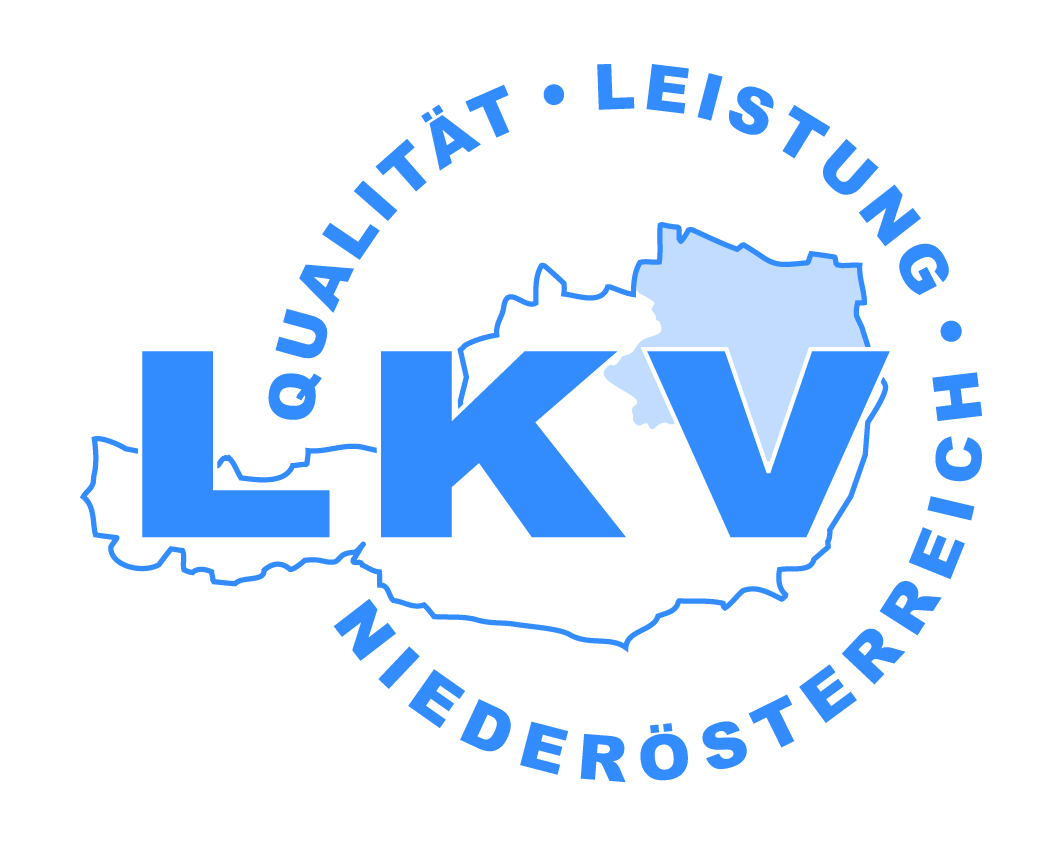 QUALITÄT • LEISTUNG •
LKV
NIEDERÖSTERREICH